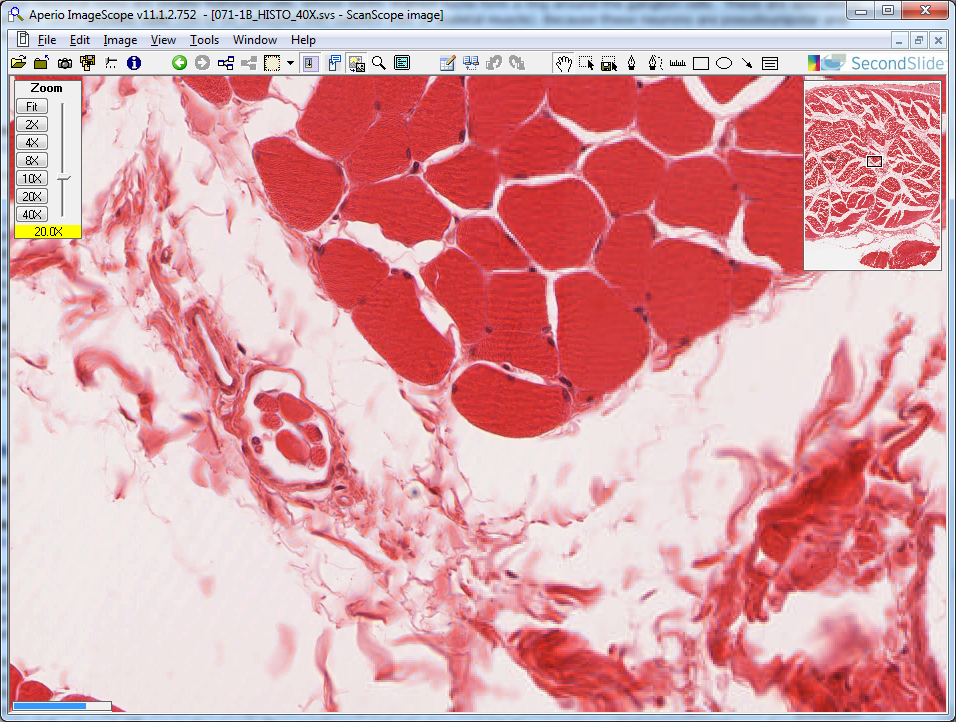 Aperio ImageScope v11.1.2.752 - [071-1B_HISTO_40X.svs - ScanScope image]
File Edit Image View Tools Window Help
SecondSlide
Zoom
Fit
2X
4X
8X
10X
20X
40X
20.0X